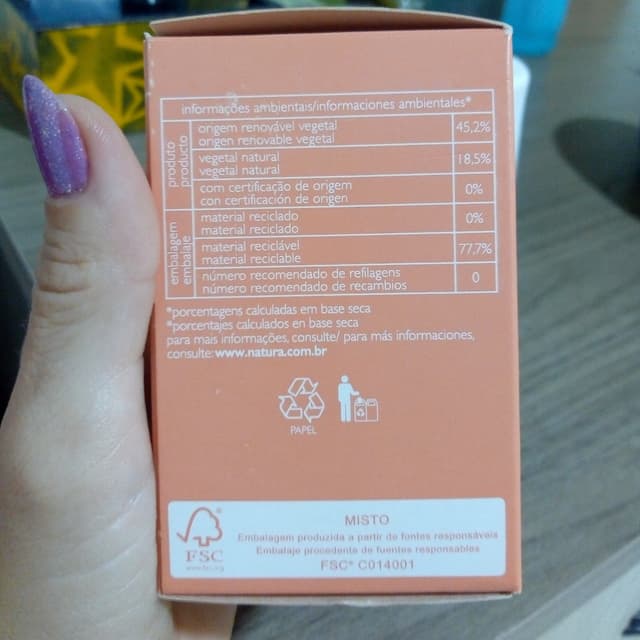 informações ambientais/informaciones ambientales*
produto
producto
origem renovável vegetal
origen renovable vegetal
45,2%
vegetal natural
vegetal natural
18,5%
com certificação de origem
con certificación de origen
0%
embalagem
embalaje
material reciclado
material reciclado
0%
material reciclável
material reciclable
77,7%
número recomendado de refilagens
número recomendado de recambios
0
*porcentagens calculadas em base seca
*porcentajes calculados en base seca
para mais informações, consulte/ para más informaciones,
consulte: www.natura.com.br
PAPEL
FSC
www.fsc.org
MISTO
Embalagem produzida a partir de fontes responsáveis
Embalaje procedente de fuentes responsables
FSC® C014001